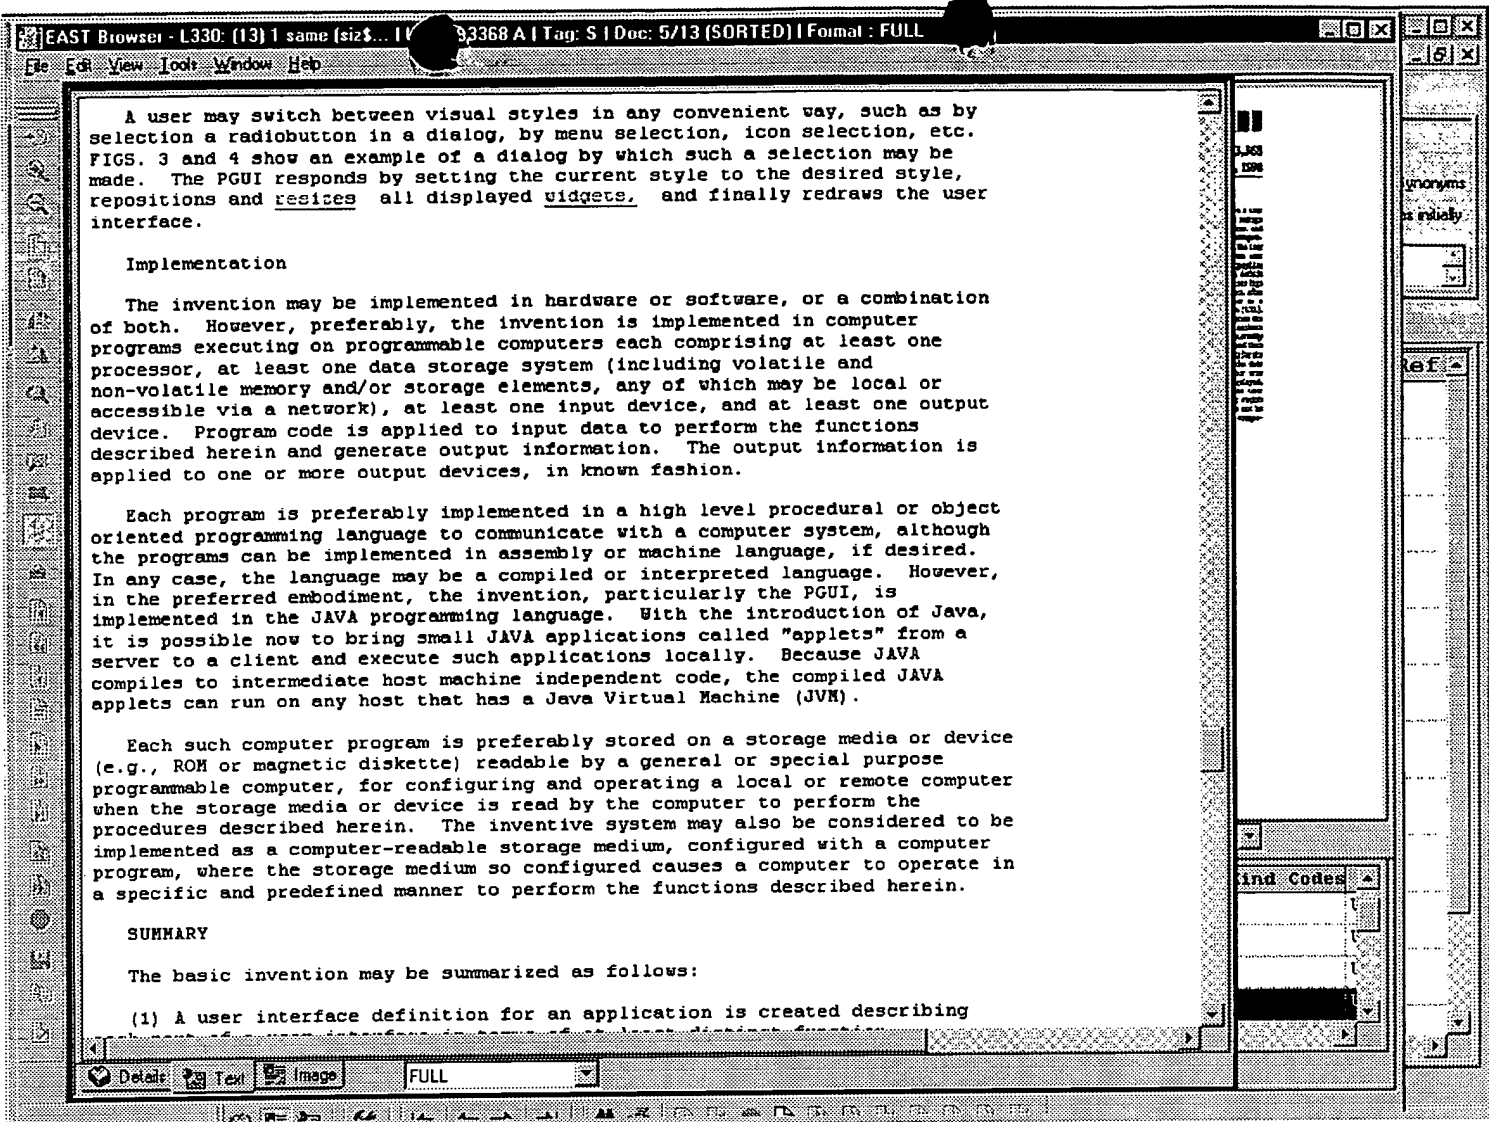 EAST Browser - L330: (13) 1 same (siz$... | 3368 A | Tag: S | Doc: 5/13 (SORTED) | Format : FULL
File Edit View Tools Window Help
A user may switch between visual styles in any convenient way, such as by
selection a radiobutton in a dialog, by menu selection, icon selection, etc.
FIGS. 3 and 4 show an example of a dialog by which such a selection may be
made. The PGUI responds by setting the current style to the desired style,
repositions and resizes all displayed widgets, and finally redraws the user
interface.
Implementation
The invention may be implemented in hardware or software, or a combination
of both. However, preferably, the invention is implemented in computer
programs executing on programmable computers each comprising at least one
processor, at least one data storage system (including volatile and
non-volatile memory and/or storage elements, any of which may be local or
accessible via a network), at least one input device, and at least one output
device. Program code is applied to input data to perform the functions
described herein and generate output information. The output information is
applied to one or more output devices, in known fashion.
Each program is preferably implemented in a high level procedural or object
oriented programming language to communicate with a computer system, although
the programs can be implemented in assembly or machine language, if desired.
In any case, the language may be a compiled or interpreted language. However,
in the preferred embodiment, the invention, particularly the PGUI, is
implemented in the JAVA programming language. With the introduction of Java,
it is possible now to bring small JAVA applications called "applets" from a
server to a client and execute such applications locally. Because JAVA
compiles to intermediate host machine independent code, the compiled JAVA
applets can run on any host that has a Java Virtual Machine (JVM).
Each such computer program is preferably stored on a storage media or device
(e.g., ROM or magnetic diskette) readable by a general or special purpose
programmable computer, for configuring and operating a local or remote computer
when the storage media or device is read by the computer to perform the
procedures described herein. The inventive system may also be considered to be
implemented as a computer-readable storage medium, configured with a computer
program, where the storage medium so configured causes a computer to operate in
a specific and predefined manner to perform the functions described herein.
SUMMARY
The basic invention may be summarized as follows:
(1) A user interface definition for an application is created describing
Details Text Image FULL
3,368
, 1998
ynonyms
s initially
Ref
Kind Codes